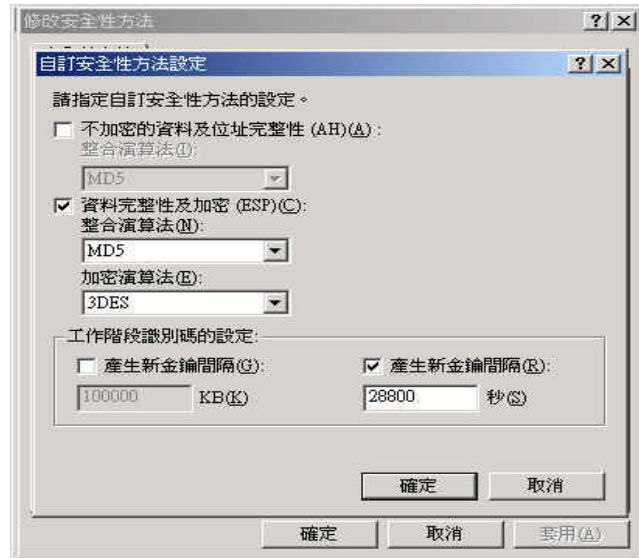 修改安全性方法
自訂安全性方法設定
請指定自訂安全性方法的設定。
不加密的資料及位址完整性 (AH)(A) :
整合演算法(I):
MD5
資料完整性及加密 (ESP)(C):
整合演算法(N):
MD5
加密演算法(E):
3DES
工作階段識別碼的設定:
產生新金鑰間隔(G): 產生新金鑰間隔(R):
100000 KB(K) 28800 秒(S)
確定 取消
確定 取消 套用(A)